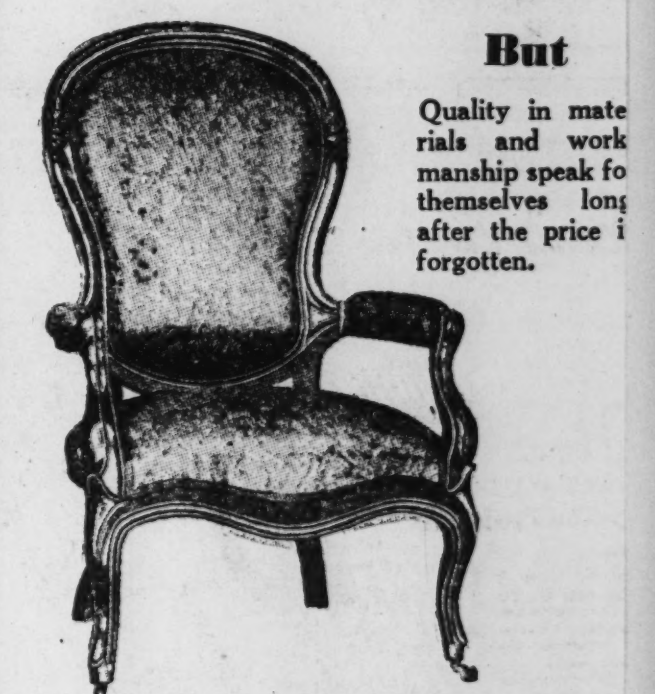 But
Quality in mate
rials and work
manship speak fo
themselves long
after the price i
forgotten.